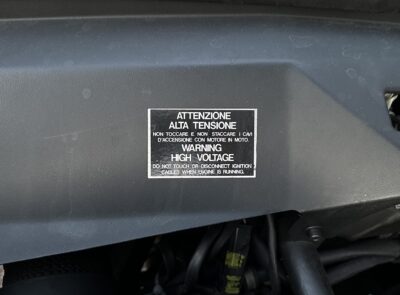 ATTENZIONE
ALTA TENSIONE
NON TOCCARE E NON STACCARE I CAVI
D'ACCENSIONE CON MOTORE IN MOTO.
WARNING
HIGH VOLTAGE
DO NOT TOUCH OR DISCONNECT IGNITION
CABLES WHEN ENGINE IS RUNNING.